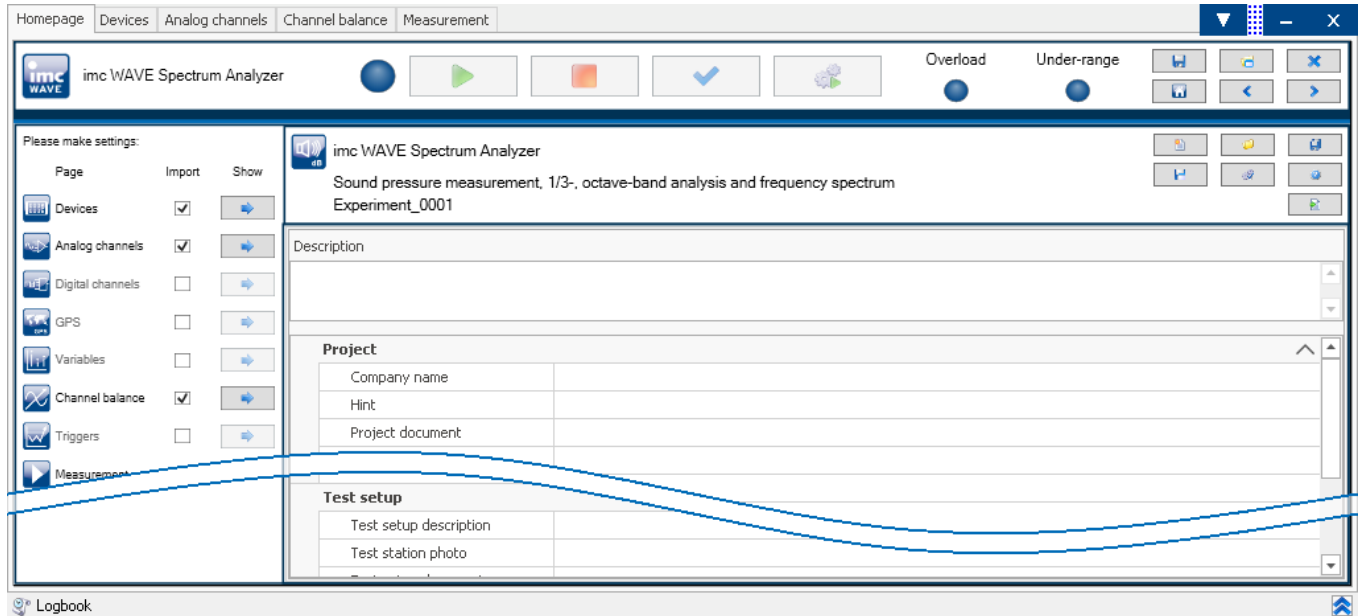 Homepage Devices Analog channels Channel balance Measurement
imc WAVE
imc WAVE Spectrum Analyzer
Overload Under-range
Please make settings:
Page Import Show
Devices
Analog channels
Digital channels
GPS
Variables
Channel balance
Triggers
Measurement
dB
imc WAVE Spectrum Analyzer
Sound pressure measurement, 1/3-, octave-band analysis and frequency spectrum
Experiment_0001
Description
Project
Company name
Hint
Project document
Test setup
Test setup description
Test station photo
Logbook